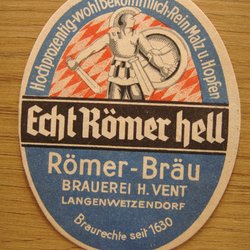 Hochprozentig-wohlbekömmlich-Rein Malz u. Hopfen
Echt Römer hell
Römer-Bräu
BRAUEREI H. VENT
LANGENWETZENDORF
Braurechte seit 1630